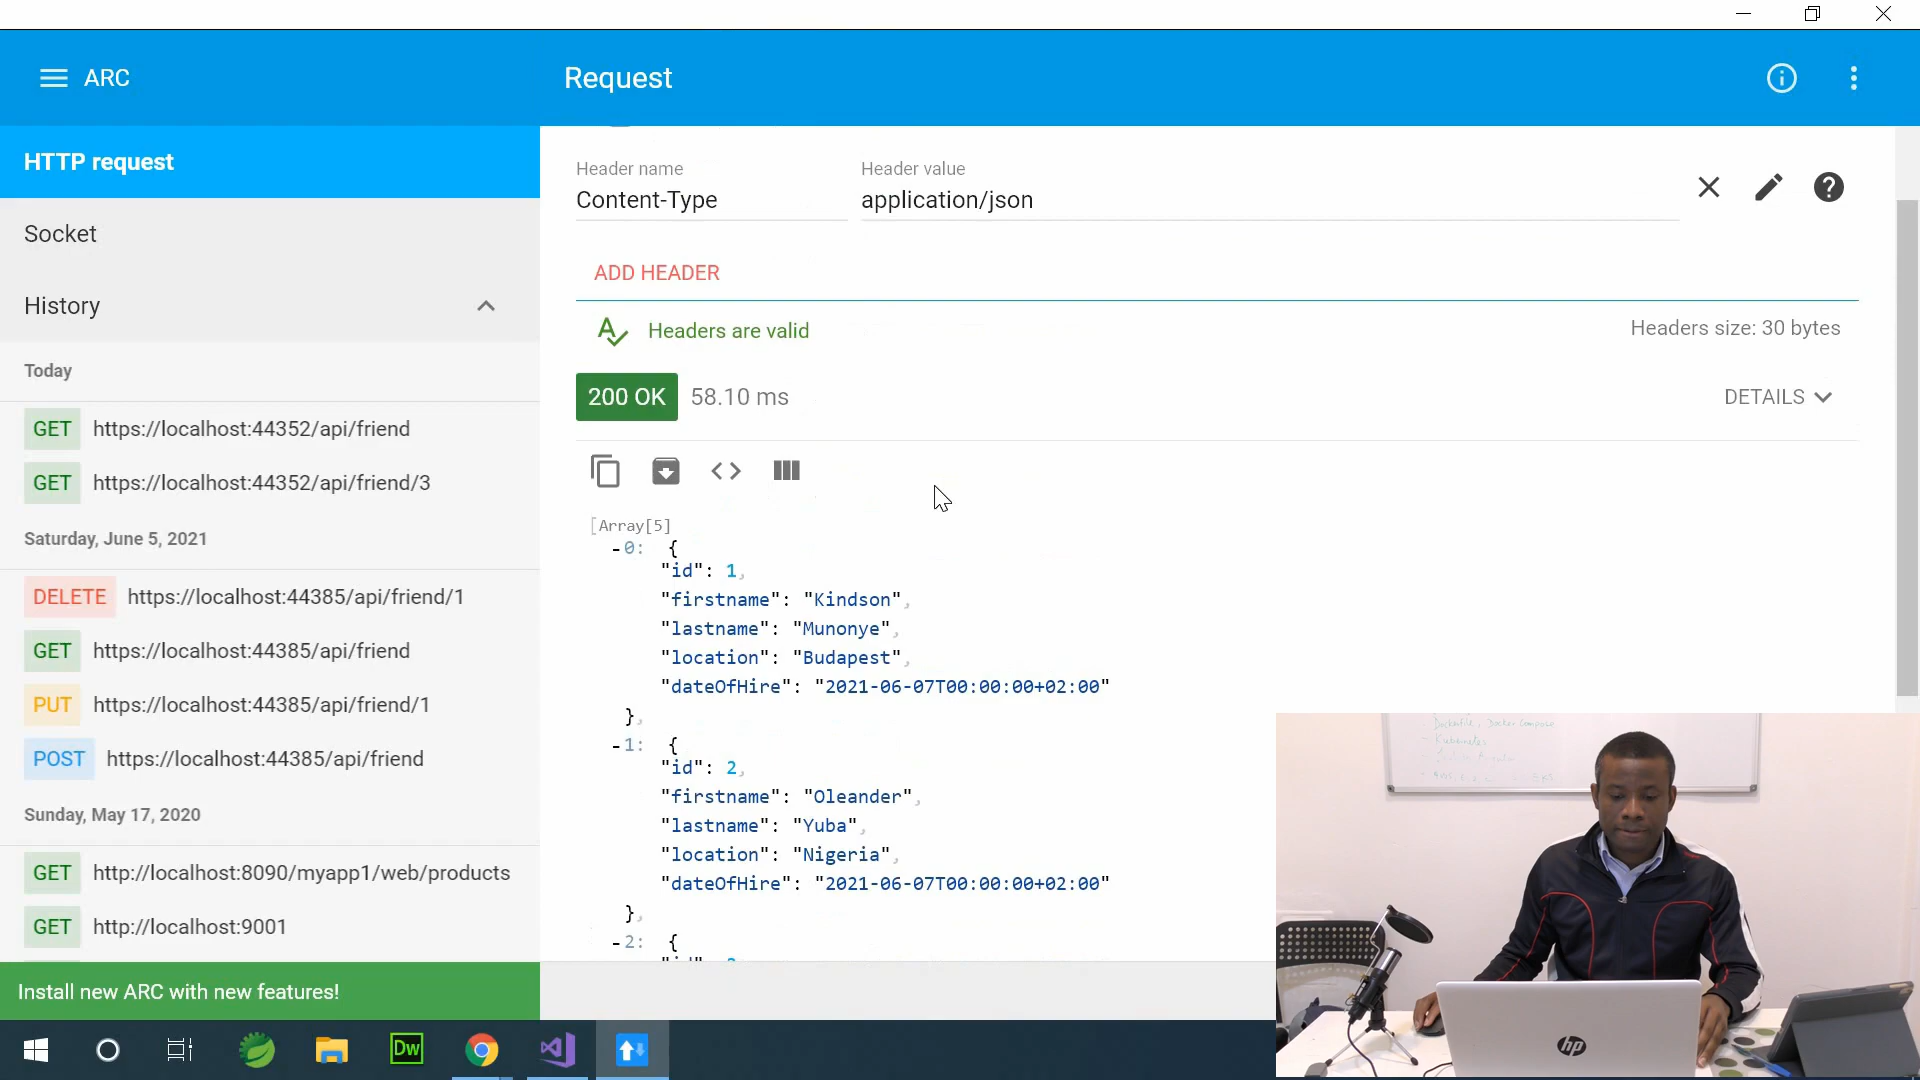 ARC
Request
HTTP request
Socket
History
Today
GET https://localhost:44352/api/friend
GET https://localhost:44352/api/friend/3
Saturday, June 5, 2021
DELETE https://localhost:44385/api/friend/1
GET https://localhost:44385/api/friend
PUT https://localhost:44385/api/friend/1
POST https://localhost:44385/api/friend
Sunday, May 17, 2020
GET http://localhost:8090/myapp1/web/products
GET http://localhost:9001
Install new ARC with new features!
Header name
Header value
Content-Type
application/json
ADD HEADER
Headers are valid
Headers size: 30 bytes
200 OK 58.10 ms
DETAILS
[Array[5]
-0: {
"id": 1,
"firstname": "Kindson",
"lastname": "Munonye",
"location": "Budapest",
"dateOfHire": "2021-06-07T00:00:00+02:00"
},
-1: {
"id": 2,
"firstname": "Oleander",
"lastname": "Yuba",
"location": "Nigeria",
"dateOfHire": "2021-06-07T00:00:00+02:00"
},
-2: {
Dockerfile, Docker Compose
- Kubernetes
Dw
hp